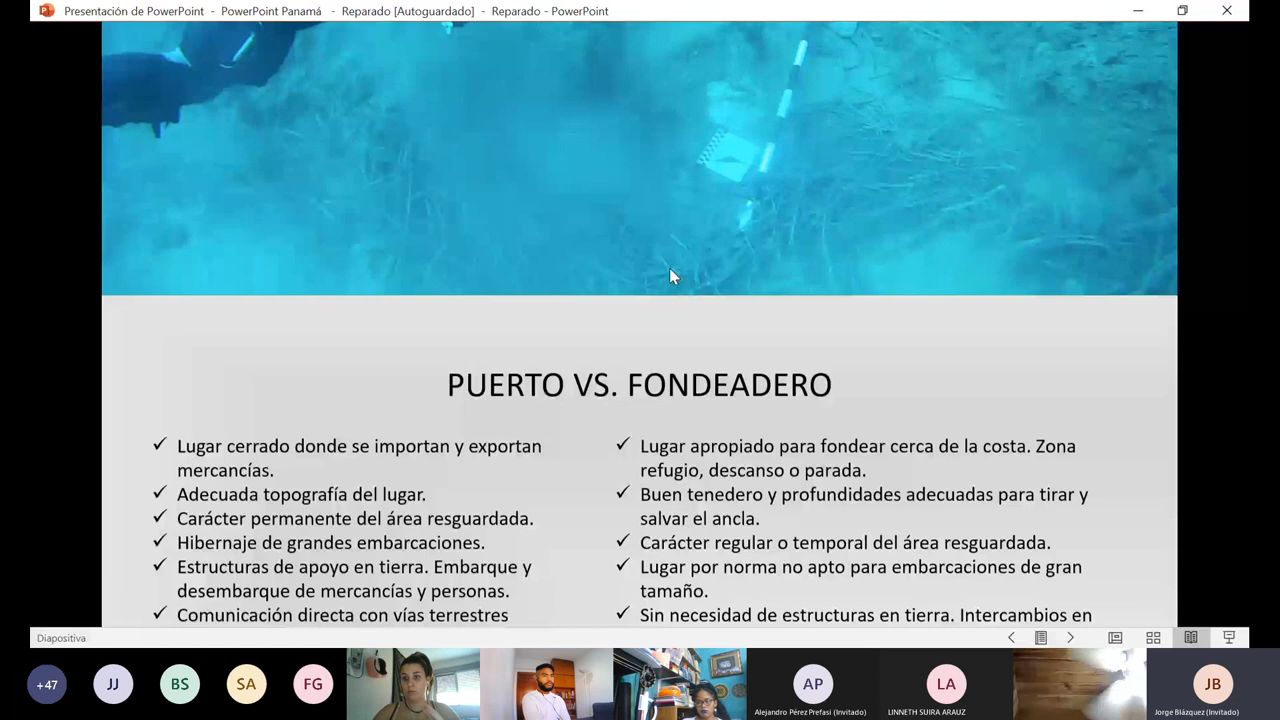 Presentación de PowerPoint - PowerPoint Panamá - Reparado [Autoguardado] - Reparado - PowerPoint
PUERTO VS. FONDEADERO
✓ Lugar cerrado donde se importan y exportan
mercancías.
✓ Adecuada topografía del lugar.
✓ Carácter permanente del área resguardada.
✓ Hibernaje de grandes embarcaciones.
✓ Estructuras de apoyo en tierra. Embarque y
desembarque de mercancías y personas.
✓ Comunicación directa con vías terrestres
✓ Lugar apropiado para fondear cerca de la costa. Zona
refugio, descanso o parada.
✓ Buen tenedero y profundidades adecuadas para tirar y
salvar el ancla.
✓ Carácter regular o temporal del área resguardada.
✓ Lugar por norma no apto para embarcaciones de gran
tamaño.
✓ Sin necesidad de estructuras en tierra. Intercambios en
Diapositiva
+47
JJ
BS
SA
FG
AP
Alejandro Pérez Prefasi (Invitado)
LA
LINNETH SUIRA ARAUZ
JB
Jorge Blázquez (Invitado)